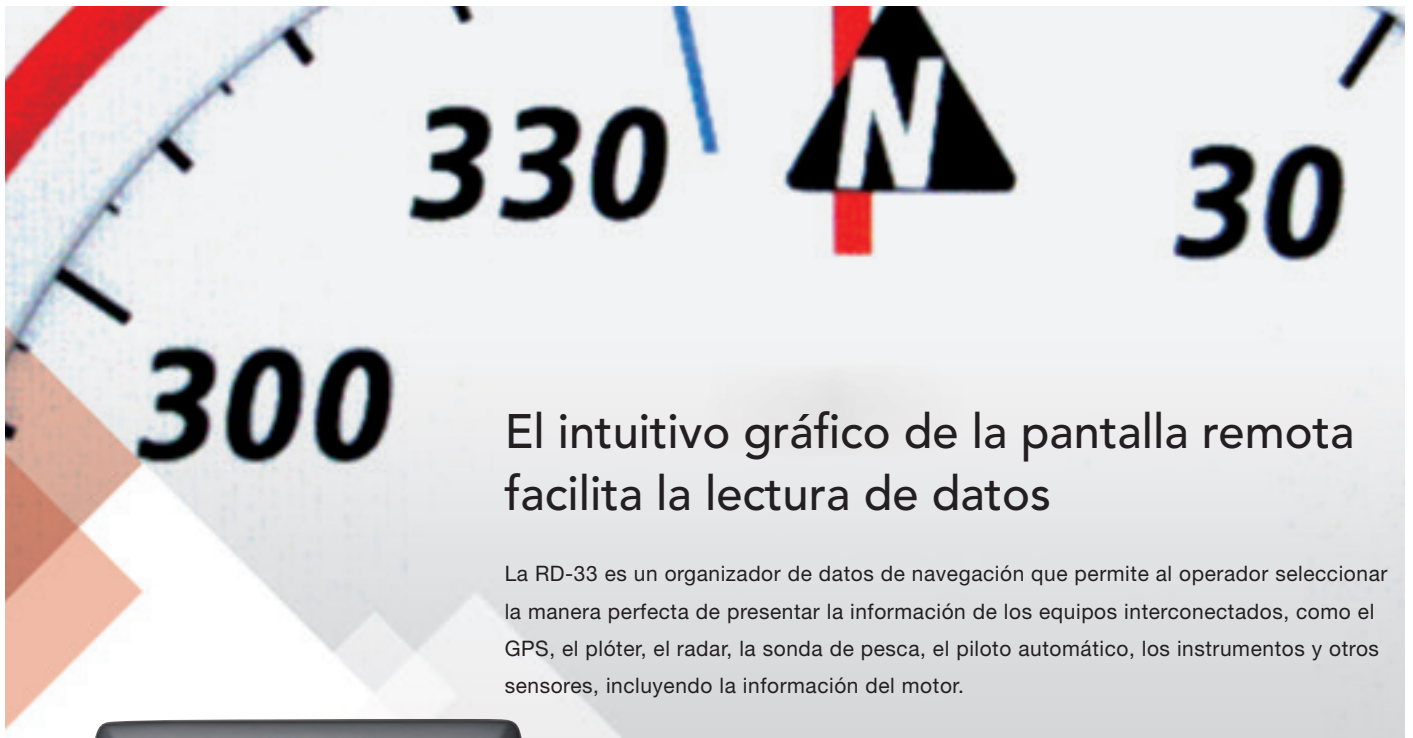 330
N
30
300
El intuitivo gráfico de la pantalla remota
facilita la lectura de datos
La RD-33 es un organizador de datos de navegación que permite al operador seleccionar
la manera perfecta de presentar la información de los equipos interconectados, como el
GPS, el plóter, el radar, la sonda de pesca, el piloto automático, los instrumentos y otros
sensores, incluyendo la información del motor.